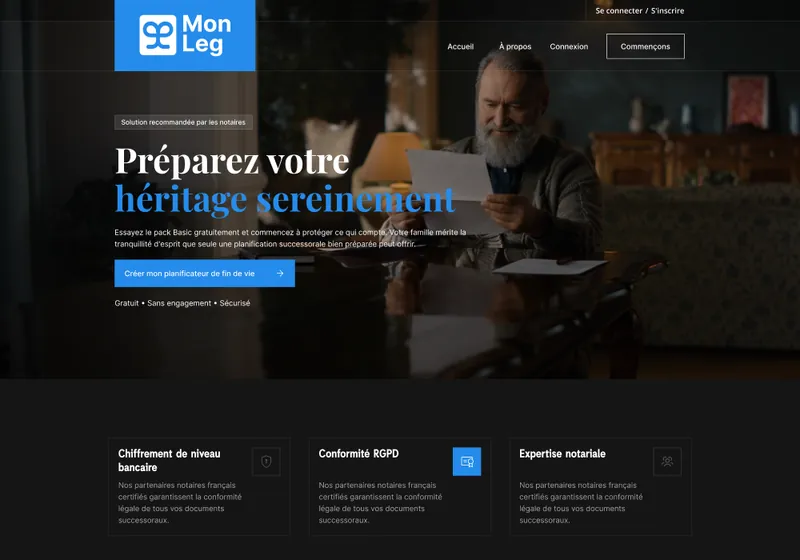 Se connecter / S'inscrire
Mon
Leg
Accueil
À propos
Connexion
Commençons
Solution recommandée par les notaires
Préparez votre
héritage sereinement
Essayez le pack Basic gratuitement et commencez à protéger ce qui compte. Votre famille mérite la
tranquillité d'esprit que seule une planification successorale bien préparée peut offrir.
Créer mon planificateur de fin de vie
Gratuit • Sans engagement • Sécurisé
Chiffrement de niveau
bancaire
Nos partenaires notaires français
certifiés garantissent la conformité
légale de tous vos documents
successoraux.
Conformité RGPD
Nos partenaires notaires français
certifiés garantissent la conformité
légale de tous vos documents
successoraux.
Expertise notariale
Nos partenaires notaires français
certifiés garantissent la conformité
légale de tous vos documents
successoraux.